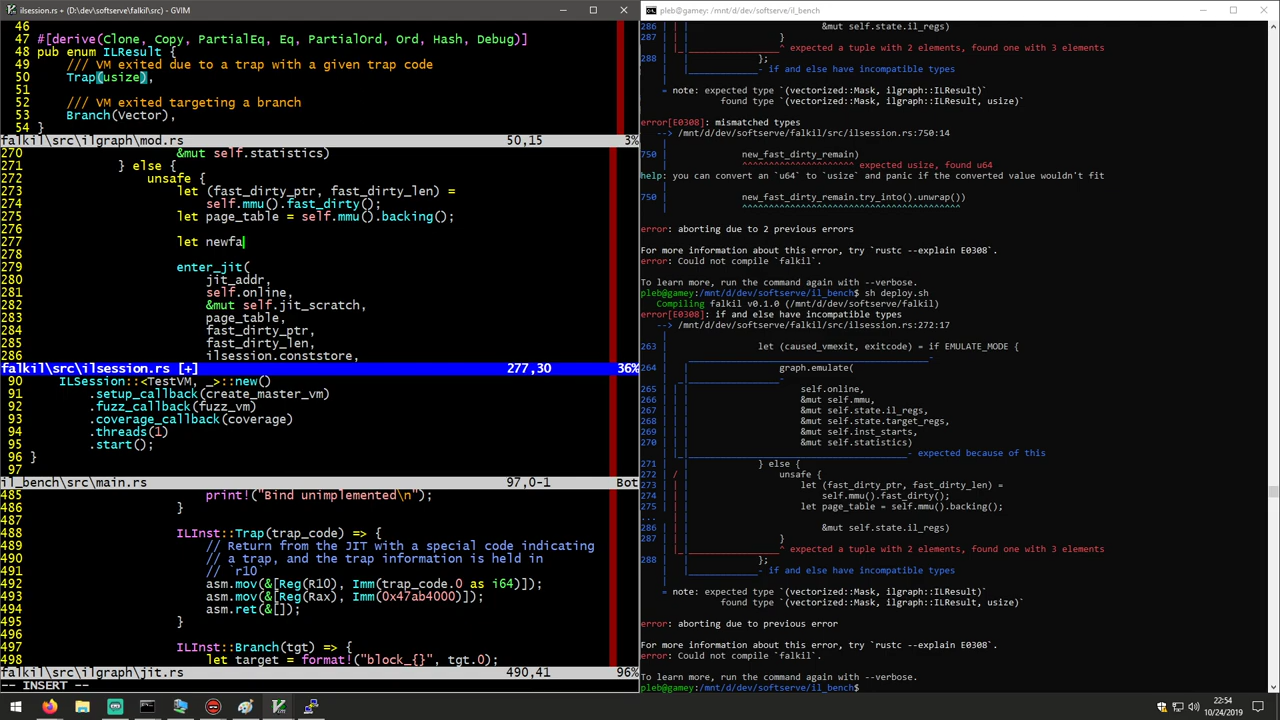 ilsession.rs + (D:\dev\softserve\falkil\src) - GVIM
46
47 #[derive(Clone, Copy, PartialEq, Eq, PartialOrd, Ord, Hash, Debug)]
48 pub enum ILResult {
49 /// VM exited due to a trap with a given trap code
50 Trap(usize),
51
52 /// VM exited targeting a branch
53 Branch(Vector),
54 }
falkil\src\ilgraph\mod.rs 50,15 3%
270 &mut self.statistics)
271 } else {
272 unsafe {
273 let (fast_dirty_ptr, fast_dirty_len) =
274 self.mmu().fast_dirty();
275 let page_table = self.mmu().backing();
276
277 let newfa
278
279 enter_jit(
280 jit_addr,
281 self.online,
282 &mut self.jit_scratch,
283 page_table,
284 fast_dirty_ptr,
285 fast_dirty_len,
286 ilsession.conststore,
falkil\src\ilsession.rs [+] 277,30 36%
90 ILSession::<TestVM, _>::new()
91 .setup_callback(create_master_vm)
92 .fuzz_callback(fuzz_vm)
93 .coverage_callback(coverage)
94 .threads(1)
95 .start();
96 }
97
il_bench\src\main.rs 97,0-1 Bot
485 print!("Bind unimplemented\n");
486 }
487
488 ILInst::Trap(trap_code) => {
489 // Return from the JIT with a special code indicating
490 // a trap, and the trap information is held in
491 // `r10`
492 asm.mov(&[Reg(R10), Imm(trap_code.0 as i64)]);
493 asm.mov(&[Reg(Rax), Imm(0x47ab4000)]);
494 asm.ret(&[]);
495 }
496
497 ILInst::Branch(tgt) => {
498 let target = format!("block_{}", tgt.0);
falkil\src\ilgraph\jit.rs 490,41 96%
-- INSERT --
pleb@gamey: /mnt/d/dev/softserve/il_bench
286 | | &mut self.state.il_regs)
287 | | }
| |_|______________^ expected a tuple with 2 elements, found one with 3 elements
288 | | };
| |____________- if and else have incompatible types
|
= note: expected type `(vectorized::Mask, ilgraph::ILResult)`
found type `(vectorized::Mask, ilgraph::ILResult, usize)`
error[E0308]: mismatched types
--> /mnt/d/dev/softserve/falkil/src/ilsession.rs:750:14
|
750 | new_fast_dirty_remain)
| ^^^^^^^^^^^^^^^^^^^^^ expected usize, found u64
help: you can convert an `u64` to `usize` and panic if the converted value wouldn't fit
|
750 | new_fast_dirty_remain.try_into().unwrap())
| ^^^^^^^^^^^^^^^^^^^^^^^^^^^^^^^^^^^^^^^^^
error: aborting due to 2 previous errors
For more information about this error, try `rustc --explain E0308`.
error: Could not compile `falkil`.
To learn more, run the command again with --verbose.
pleb@gamey:/mnt/d/dev/softserve/il_bench$ sh deploy.sh
Compiling falkil v0.1.0 (/mnt/d/dev/softserve/falkil)
error[E0308]: if and else have incompatible types
--> /mnt/d/dev/softserve/falkil/src/ilsession.rs:272:17
|
263 | let (caused_vmexit, exitcode) = if EMULATE_MODE {
| _____________________________________________-
264 | | graph.emulate(
| |_|________________-
265 | | | self.online,
266 | | | &mut self.mmu,
267 | | | &mut self.state.il_regs,
268 | | | &mut self.state.target_regs,
269 | | | &mut self.inst_starts,
270 | | | &mut self.statistics)
| |_|_________________________________________- expected because of this
271 | | } else {
272 | / | unsafe {
273 | | | let (fast_dirty_ptr, fast_dirty_len) =
274 | | | self.mmu().fast_dirty();
275 | | | let page_table = self.mmu().backing();
... | |
286 | | | &mut self.state.il_regs)
287 | | | }
| |_|_________________^ expected a tuple with 2 elements, found one with 3 elements
288 | | };
| |_____________- if and else have incompatible types
|
= note: expected type `(vectorized::Mask, ilgraph::ILResult)`
found type `(vectorized::Mask, ilgraph::ILResult, usize)`
error: aborting due to previous error
For more information about this error, try `rustc --explain E0308`.
error: Could not compile `falkil`.
To learn more, run the command again with --verbose.
pleb@gamey:/mnt/d/dev/softserve/il_bench$
22:54
10/24/2019